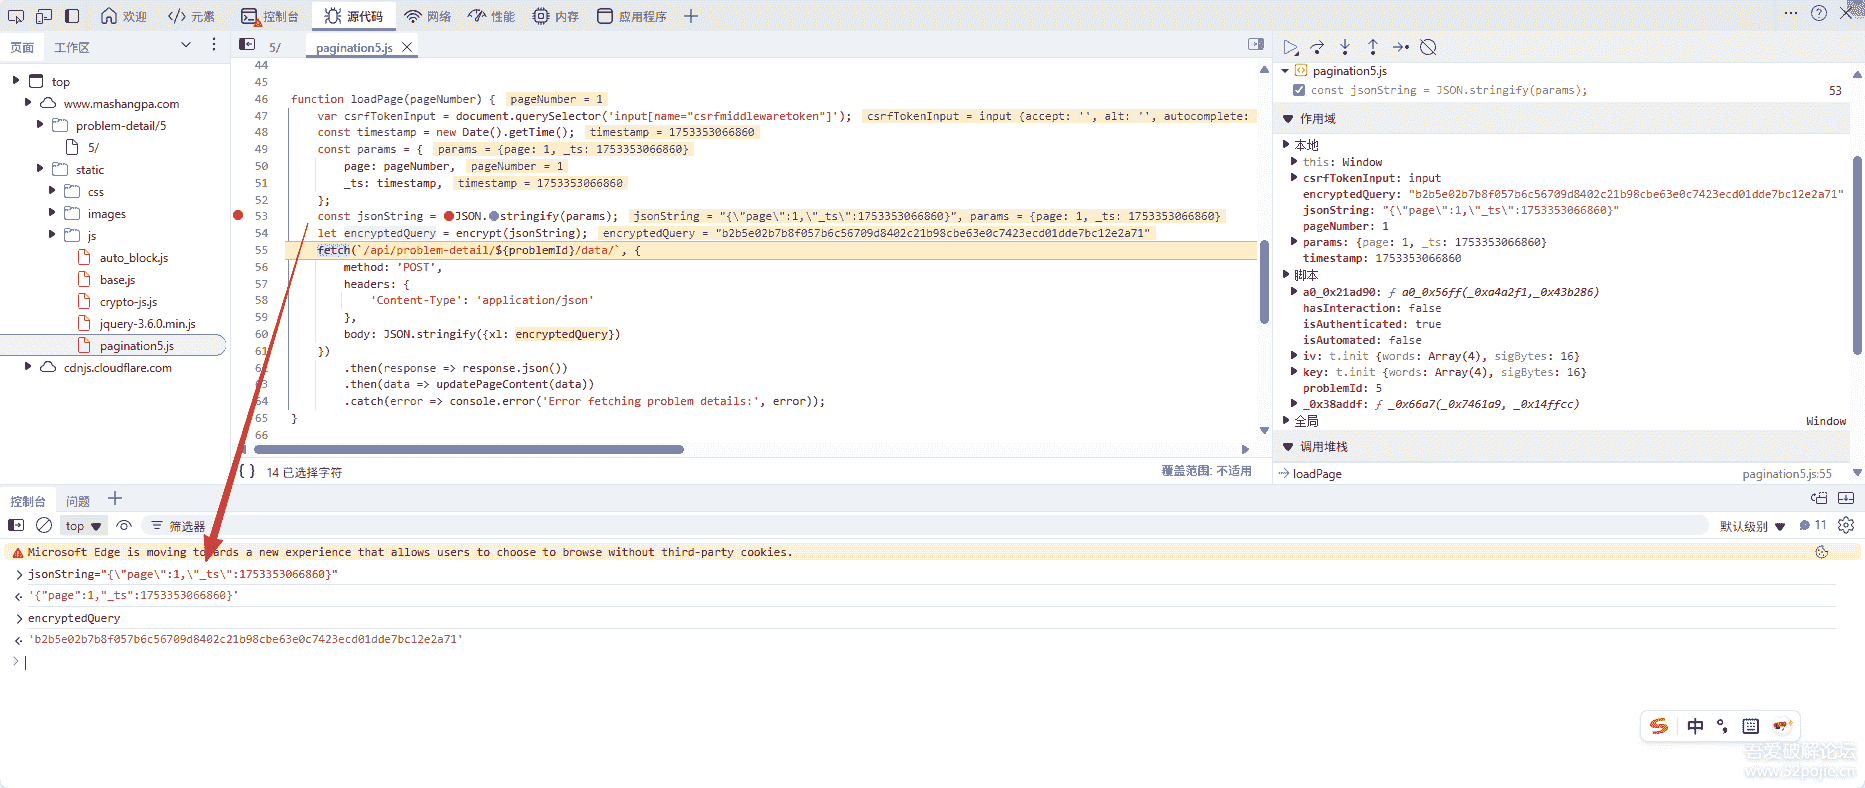 欢迎 元素 控制台 源代码 网络 性能 内存 应用程序
页面 工作区 5/ pagination5.js
top
www.mashangpa.com
problem-detail/5
5/
static
css
images
js
auto_block.js
base.js
crypto-js.js
jquery-3.6.0.min.js
pagination5.js
cdnjs.cloudflare.com
44
45
46 function loadPage(pageNumber) { pageNumber = 1
47 var csrfTokenInput = document.querySelector('input[name="csrfmiddlewaretoken"]'); csrfTokenInput = input {accept: '', alt: '', autocomplete:
48 const timestamp = new Date().getTime(); timestamp = 1753353066860
49 const params = { params = {page: 1, _ts: 1753353066860}
50 page: pageNumber, pageNumber = 1
51 _ts: timestamp, timestamp = 1753353066860
52 };
53 const jsonString = JSON.stringify(params); jsonString = "{\"page\":1,\"_ts\":1753353066860}", params = {page: 1, _ts: 1753353066860}
54 let encryptedQuery = encrypt(jsonString); encryptedQuery = "b2b5e02b7b8f057b6c56709d8402c21b98cbe63e0c7423ecd01dde7bc12e2a71"
55 fetch(`/api/problem-detail/${problemId}/data/`, {
56 method: 'POST',
57 headers: {
58 'Content-Type': 'application/json'
59 },
60 body: JSON.stringify({xl: encryptedQuery})
61 })
.then(response => response.json())
63 .then(data => updatePageContent(data))
64 .catch(error => console.error('Error fetching problem details:', error));
65 }
66
{ } 14 已选择字符 覆盖范围: 不适用
pagination5.js
const jsonString = JSON.stringify(params); 53
作用域
本地
this: Window
csrfTokenInput: input
encryptedQuery: "b2b5e02b7b8f057b6c56709d8402c21b98cbe63e0c7423ecd01dde7bc12e2a71"
jsonString: "{\"page\":1,\"_ts\":1753353066860}"
pageNumber: 1
params: {page: 1, _ts: 1753353066860}
timestamp: 1753353066860
脚本
a0_0x21ad90: ƒ a0_0x56ff(_0xa4a2f1,_0x43b286)
hasInteraction: false
isAuthenticated: true
isAutomated: false
iv: t.init {words: Array(4), sigBytes: 16}
key: t.init {words: Array(4), sigBytes: 16}
problemId: 5
_0x38addf: ƒ _0x66a7(_0x7461a9, _0x14ffcc)
全局 Window
调用堆栈
loadPage pagination5.js:55
控制台 问题
top 筛选器 默认级别 11
Microsoft Edge is moving towards a new experience that allows users to choose to browse without third-party cookies.
jsonString="{\"page\":1,\"_ts\":1753353066860}"
'{"page":1,"_ts":1753353066860}'
encryptedQuery
'b2b5e02b7b8f057b6c56709d8402c21b98cbe63e0c7423ecd01dde7bc12e2a71'
中
吾爱破解论坛
www.52pojie.cn